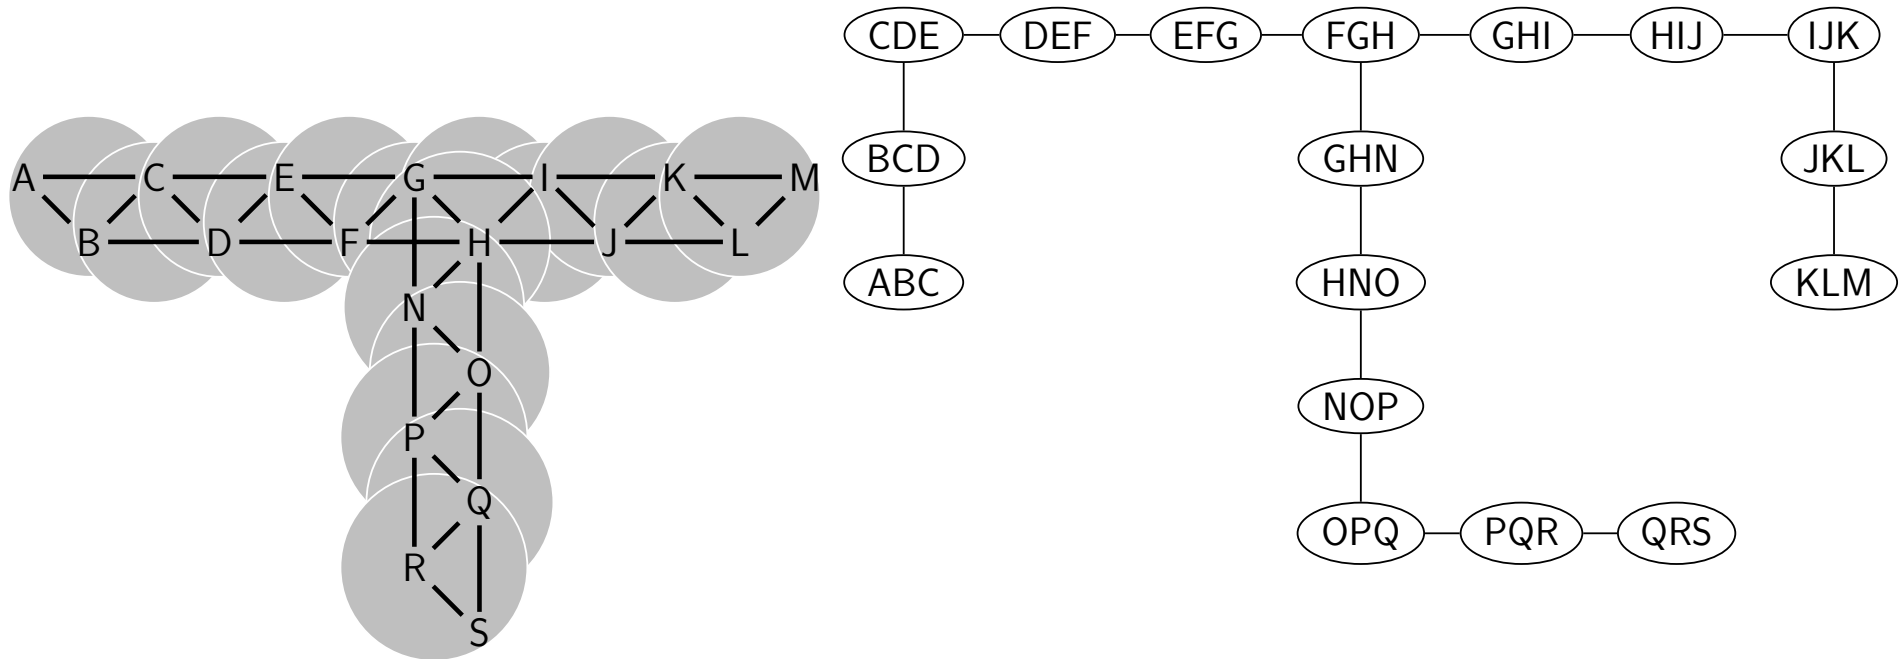 A C E G I K M
B D F H J L
N
O
P
Q
R
S
CDE DEF EFG FGH GHI HIJ IJK
BCD GHN JKL
ABC HNO KLM
NOP
OPQ PQR QRS